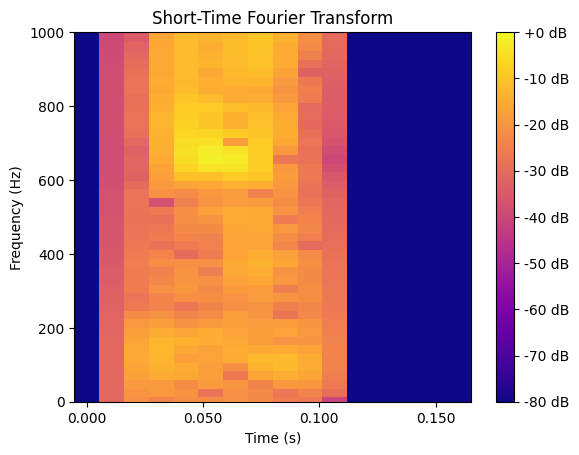 Short-Time Fourier Transform
1000
800
600
400
200
0
Frequency (Hz)
0.000
0.050
0.100
0.150
Time (s)
+0 dB
-10 dB
-20 dB
-30 dB
-40 dB
-50 dB
-60 dB
-70 dB
-80 dB